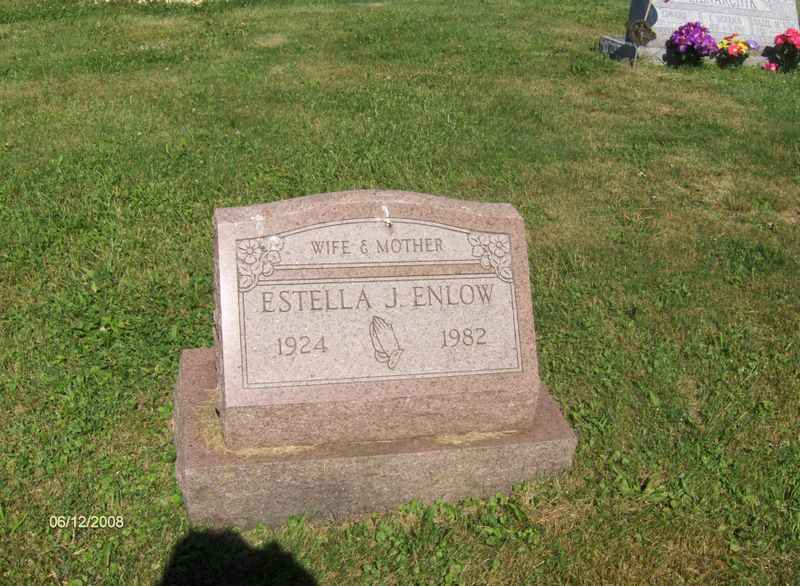 WIFE & MOTHER
ESTELLA J. ENLOW
1924 1982
06/12/2008